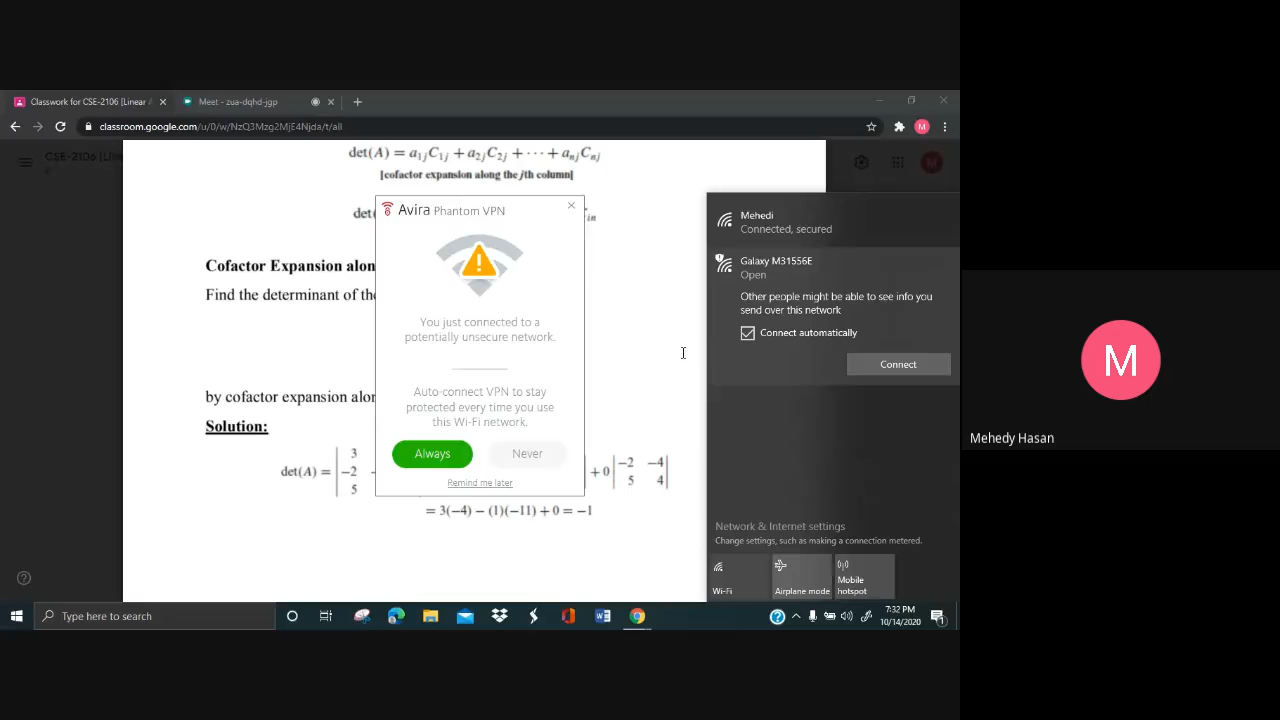 Classwork for CSE-2106 [Linear A
Meet - zua-dqhd-jgp
classroom.google.com/u/0/w/NzQ3Mzg2MjE4Njda/t/all
M
CSE-2106 [Li
det(A) = a1jC1j + a2jC2j + ··· + anjCnj
[cofactor expansion along the jth column]
det(
in
Cofactor Expansion alon
Find the determinant of the
by cofactor expansion alon
Solution:
det(A) = | 3
−2
5
+ 0 | −2 −4
5 4 |
= 3(−4) − (1)(−11) + 0 = −1
Avira Phantom VPN
You just connected to a
potentially unsecure network.
Auto-connect VPN to stay
protected every time you use
this Wi-Fi network.
Always Never
Remind me later
Mehedi
Connected, secured
Galaxy M31556E
Open
Other people might be able to see info you
send over this network
Connect automatically
Connect
Network & Internet settings
Change settings, such as making a connection metered.
Wi-Fi
Airplane mode
Mobile
hotspot
Type here to search
7:32 PM
10/14/2020
1
M
Mehedy Hasan